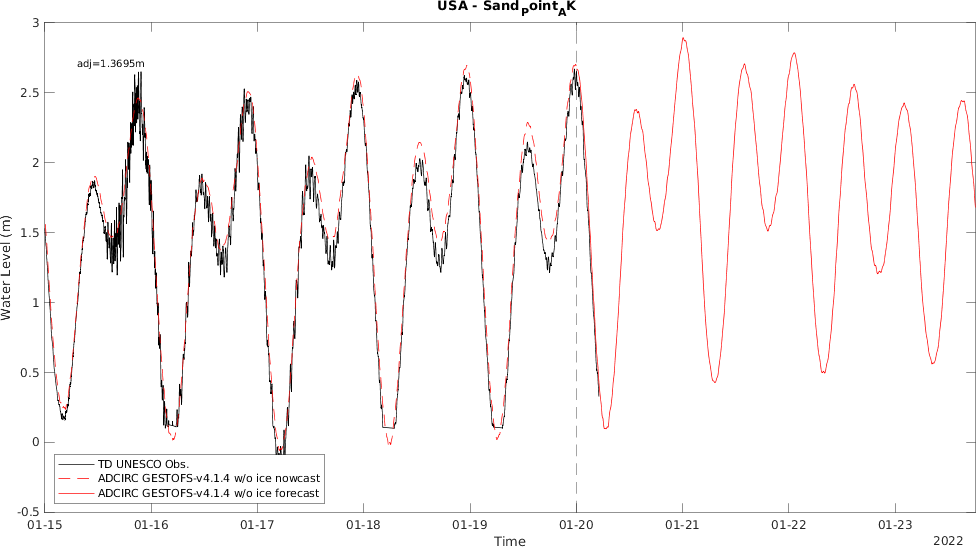 USA - Sand_Point_AK
adj=1.3695m
3
2.5
2
1.5
1
0.5
0
-0.5
Water Level (m)
TD UNESCO Obs.
ADCIRC GESTOFS-v4.1.4 w/o ice nowcast
ADCIRC GESTOFS-v4.1.4 w/o ice forecast
01-15 01-16 01-17 01-18 01-19 01-20 01-21 01-22 01-23
Time
2022